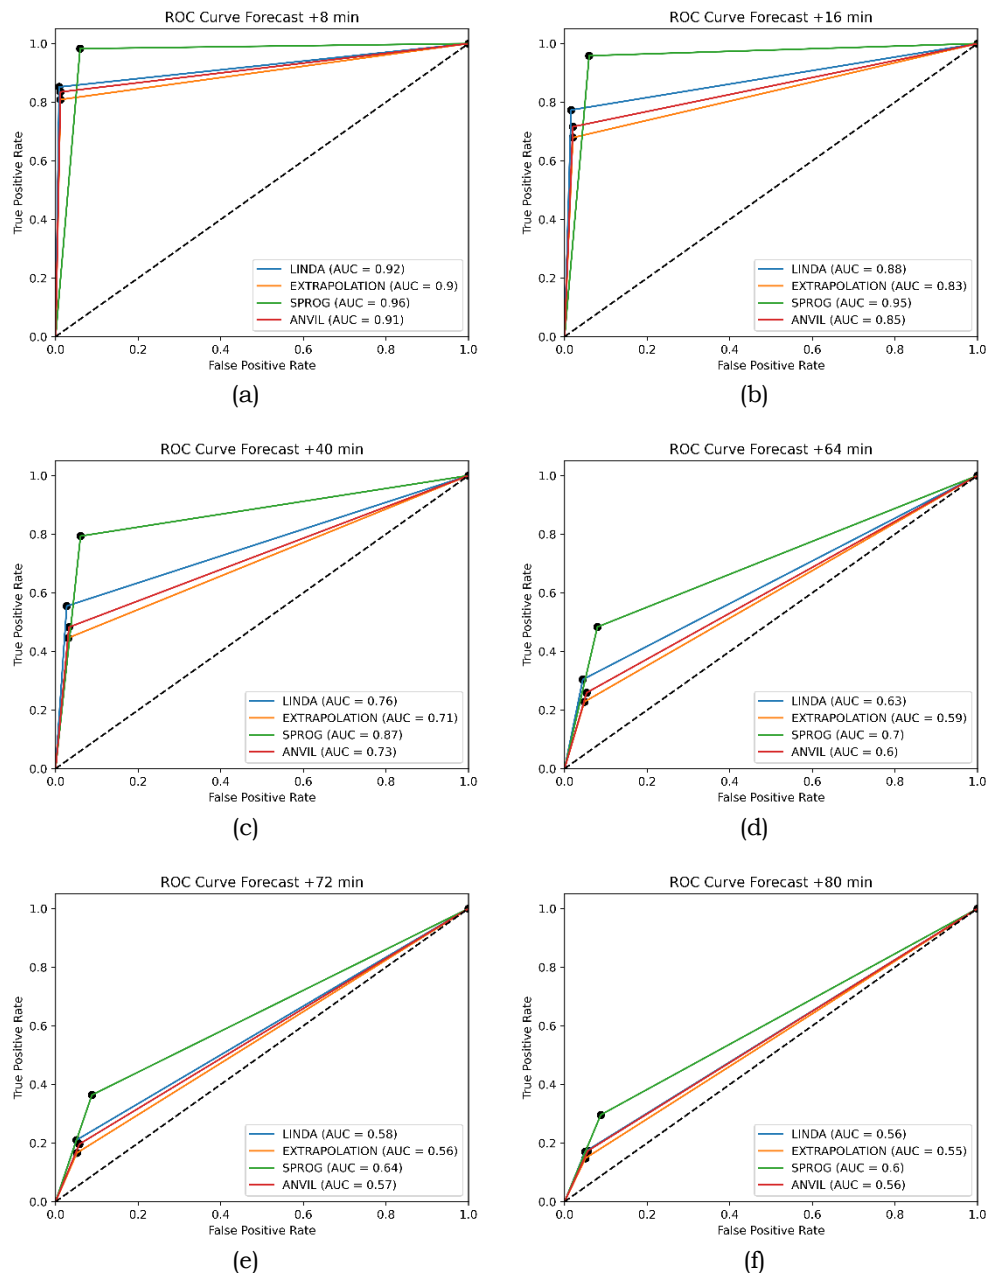 ROC Curve Forecast +8 min
True Positive Rate
1.0
0.8
0.6
0.4
0.2
0.0
LINDA (AUC = 0.92)
EXTRAPOLATION (AUC = 0.9)
SPROG (AUC = 0.96)
ANVIL (AUC = 0.91)
0.0 0.2 0.4 0.6 0.8 1.0
False Positive Rate
(a)
ROC Curve Forecast +16 min
True Positive Rate
1.0
0.8
0.6
0.4
0.2
0.0
LINDA (AUC = 0.88)
EXTRAPOLATION (AUC = 0.83)
SPROG (AUC = 0.95)
ANVIL (AUC = 0.85)
0.0 0.2 0.4 0.6 0.8 1.0
False Positive Rate
(b)
ROC Curve Forecast +40 min
True Positive Rate
1.0
0.8
0.6
0.4
0.2
0.0
LINDA (AUC = 0.76)
EXTRAPOLATION (AUC = 0.71)
SPROG (AUC = 0.87)
ANVIL (AUC = 0.73)
0.0 0.2 0.4 0.6 0.8 1.0
False Positive Rate
(c)
ROC Curve Forecast +64 min
True Positive Rate
1.0
0.8
0.6
0.4
0.2
0.0
LINDA (AUC = 0.63)
EXTRAPOLATION (AUC = 0.59)
SPROG (AUC = 0.7)
ANVIL (AUC = 0.6)
0.0 0.2 0.4 0.6 0.8 1.0
False Positive Rate
(d)
ROC Curve Forecast +72 min
True Positive Rate
1.0
0.8
0.6
0.4
0.2
0.0
LINDA (AUC = 0.58)
EXTRAPOLATION (AUC = 0.56)
SPROG (AUC = 0.64)
ANVIL (AUC = 0.57)
0.0 0.2 0.4 0.6 0.8 1.0
False Positive Rate
(e)
ROC Curve Forecast +80 min
True Positive Rate
1.0
0.8
0.6
0.4
0.2
0.0
LINDA (AUC = 0.56)
EXTRAPOLATION (AUC = 0.55)
SPROG (AUC = 0.6)
ANVIL (AUC = 0.56)
0.0 0.2 0.4 0.6 0.8 1.0
False Positive Rate
(f)